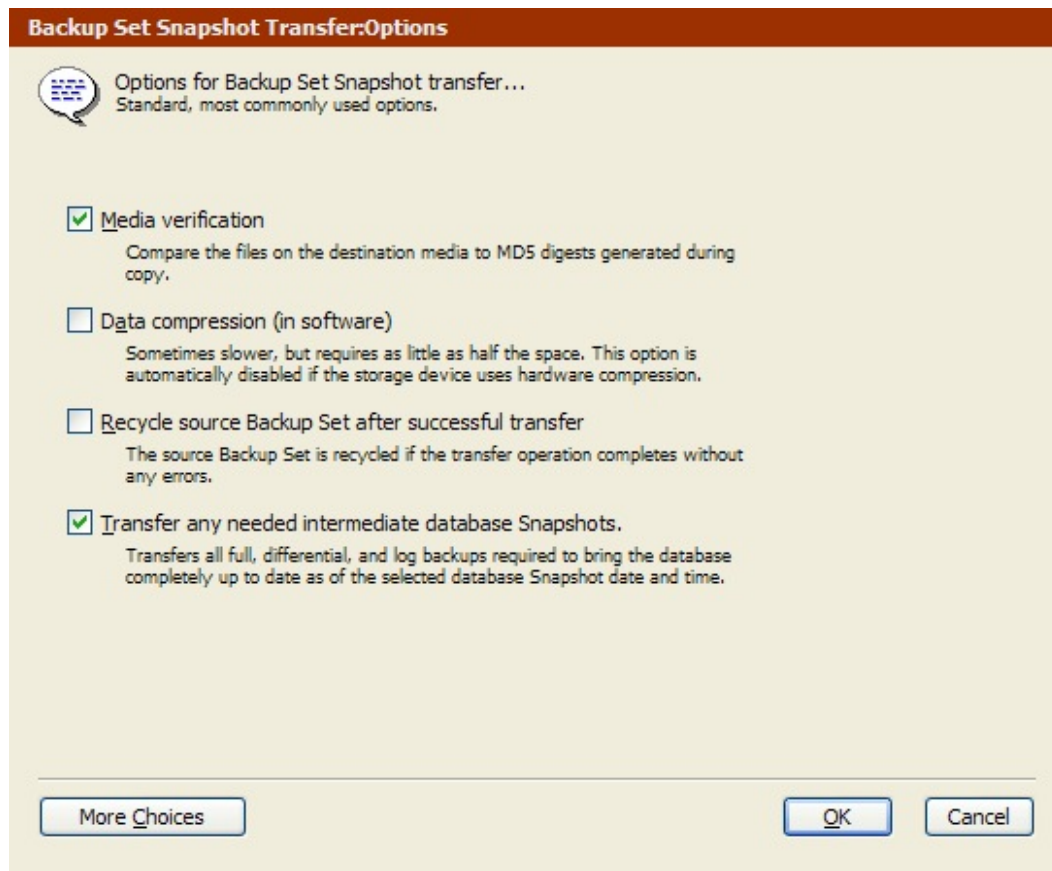 Backup Set Snapshot Transfer:Options
Options for Backup Set Snapshot transfer...
Standard, most commonly used options.
Media verification
Compare the files on the destination media to MD5 digests generated during
copy.
Data compression (in software)
Sometimes slower, but requires as little as half the space. This option is
automatically disabled if the storage device uses hardware compression.
Recycle source Backup Set after successful transfer
The source Backup Set is recycled if the transfer operation completes without
any errors.
Transfer any needed intermediate database Snapshots.
Transfers all full, differential, and log backups required to bring the database
completely up to date as of the selected database Snapshot date and time.
More Choices
OK
Cancel